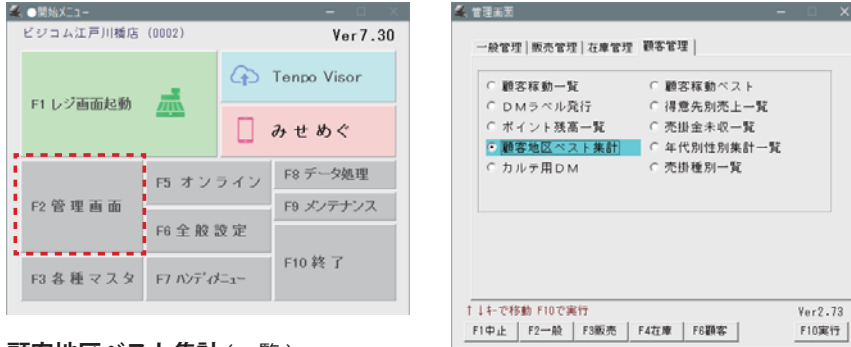 ●開始メニュー
ビジコム江戸川橋店 (0002)
Ver7.30
F1 レジ画面起動
Tenpo Visor
みせめぐ
F2 管理画面
F5 オンライン
F8 データ処理
F9 メンテナンス
F6 全般設定
F10 終了
F3 各種マスタ
F7 ハンディメニュー
管理画面
一般管理 販売管理 在庫管理 顧客管理
顧客稼動一覧
顧客稼動ベスト
DMラベル発行
得意先別売上一覧
ポイント残高一覧
売掛金未収一覧
顧客地区ベスト集計
年代別性別集計一覧
カルテ用DM
売掛種別一覧
↑↓キーで移動 F10で実行
Ver2.73
F1中止 F2一般 F3販売 F4在庫 F6顧客 F10実行